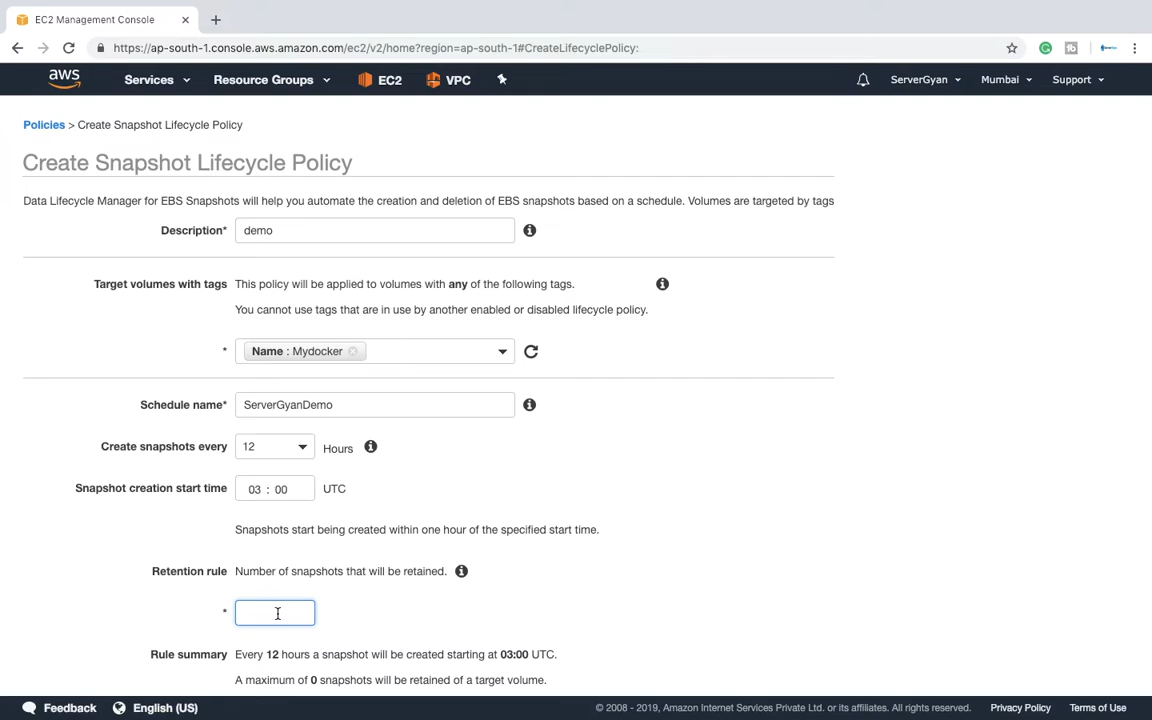 EC2 Management Console
https://ap-south-1.console.aws.amazon.com/ec2/v2/home?region=ap-south-1#CreateLifecyclePolicy:
aws Services Resource Groups EC2 VPC ServerGyan Mumbai Support
Policies > Create Snapshot Lifecycle Policy
Create Snapshot Lifecycle Policy
Data Lifecycle Manager for EBS Snapshots will help you automate the creation and deletion of EBS snapshots based on a schedule. Volumes are targeted by tags
Description* demo
Target volumes with tags This policy will be applied to volumes with any of the following tags.
You cannot use tags that are in use by another enabled or disabled lifecycle policy.
* Name : Mydocker
Schedule name* ServerGyanDemo
Create snapshots every 12 Hours
Snapshot creation start time 03 : 00 UTC
Snapshots start being created within one hour of the specified start time.
Retention rule Number of snapshots that will be retained.
*
Rule summary Every 12 hours a snapshot will be created starting at 03:00 UTC.
A maximum of 0 snapshots will be retained of a target volume.
Feedback English (US) © 2008 - 2019, Amazon Internet Services Private Ltd. or its affiliates. All rights reserved. Privacy Policy Terms of Use